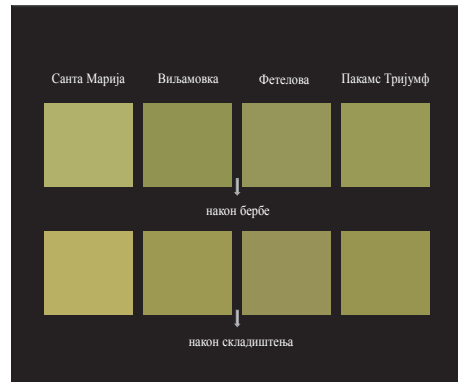 Санта Марија Виљамовка Фетелова Пакамс Тријумф
након бербе
након складиштења